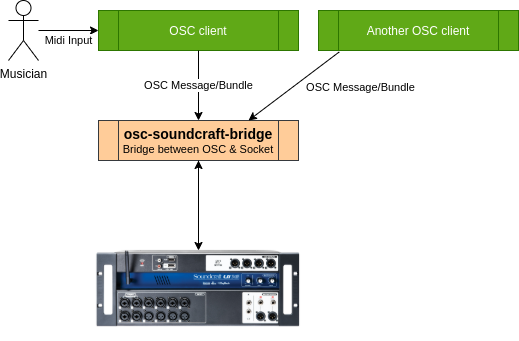 OSC client
Another OSC client
Midi Input
Musician
OSC Message/Bundle
OSC Message/Bundle
osc-soundcraft-bridge
Bridge between OSC & Socket
Soundcraft